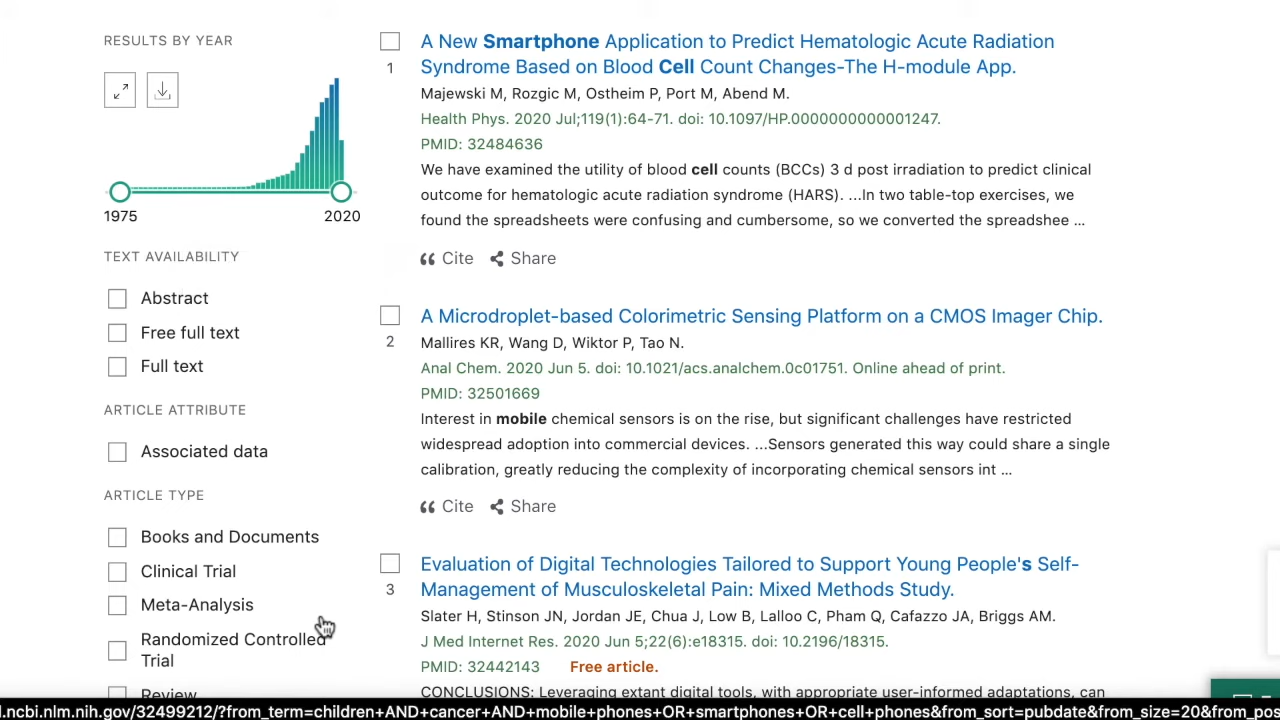 RESULTS BY YEAR
1975 2020
TEXT AVAILABILITY
Abstract
Free full text
Full text
ARTICLE ATTRIBUTE
Associated data
ARTICLE TYPE
Books and Documents
Clinical Trial
Meta-Analysis
Randomized Controlled
Trial
Review
A New Smartphone Application to Predict Hematologic Acute Radiation
1
Syndrome Based on Blood Cell Count Changes-The H-module App.
Majewski M, Rozgic M, Ostheim P, Port M, Abend M.
Health Phys. 2020 Jul;119(1):64-71. doi: 10.1097/HP.0000000000001247.
PMID: 32484636
We have examined the utility of blood cell counts (BCCs) 3 d post irradiation to predict clinical
outcome for hematologic acute radiation syndrome (HARS). ...In two table-top exercises, we
found the spreadsheets were confusing and cumbersome, so we converted the spreadshee ...
Cite Share
A Microdroplet-based Colorimetric Sensing Platform on a CMOS Imager Chip.
2
Mallires KR, Wang D, Wiktor P, Tao N.
Anal Chem. 2020 Jun 5. doi: 10.1021/acs.analchem.0c01751. Online ahead of print.
PMID: 32501669
Interest in mobile chemical sensors is on the rise, but significant challenges have restricted
widespread adoption into commercial devices. ...Sensors generated this way could share a single
calibration, greatly reducing the complexity of incorporating chemical sensors int ...
Cite Share
Evaluation of Digital Technologies Tailored to Support Young People's Self-
3
Management of Musculoskeletal Pain: Mixed Methods Study.
Slater H, Stinson JN, Jordan JE, Chua J, Low B, Lalloo C, Pham Q, Cafazzo JA, Briggs AM.
J Med Internet Res. 2020 Jun 5;22(6):e18315. doi: 10.2196/18315.
PMID: 32442143 Free article.
CONCLUSIONS: Leveraging extant digital tools, with appropriate user-informed adaptations, can
.ncbi.nlm.nih.gov/32499212/?from_term=children+AND+cancer+AND+mobile+phones+OR+smartphones+OR+cell+phones&from_sort=pubdate&from_size=20&from_pos